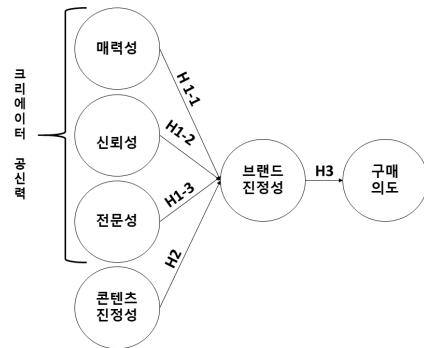 크리에이터 공신력
매력성
H 1-1
신뢰성
H1-2
전문성
H1-3
콘텐츠
진정성
H2
브랜드
진정성
H3
구매
의도